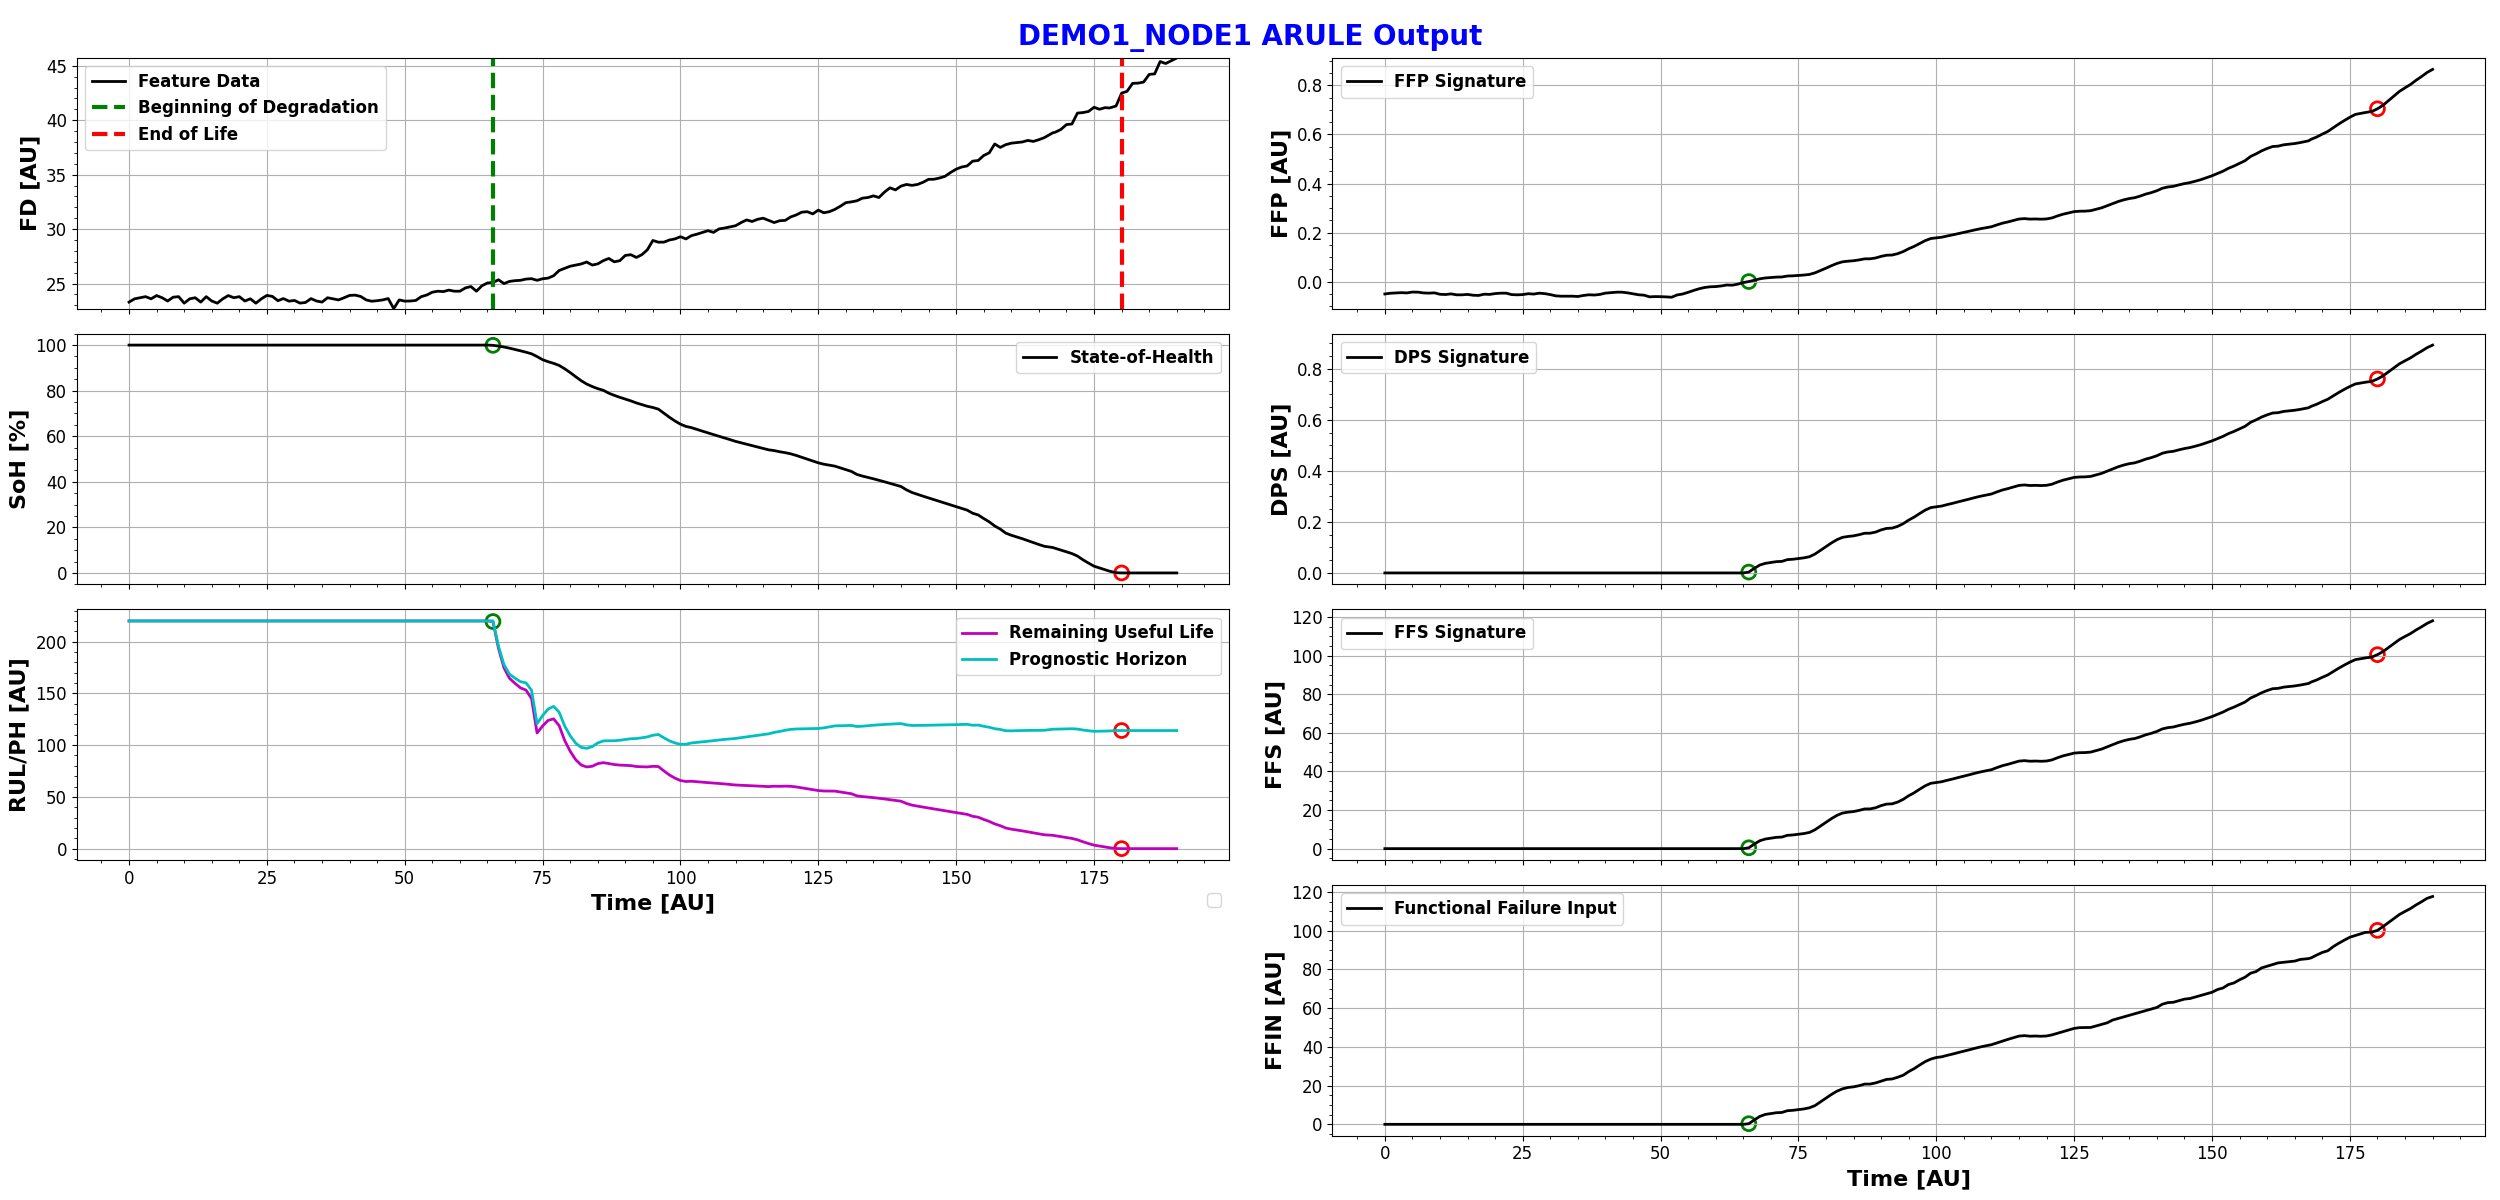 DEMO1_NODE1 ARULE Output
45
40
35
30
25
FD [AU]
Feature Data
Beginning of Degradation
End of Life
100
80
60
40
20
0
SoH [%]
State-of-Health
200
150
100
50
0
RUL/PH [AU]
Remaining Useful Life
Prognostic Horizon
0 25 50 75 100 125 150 175
Time [AU]
0.8
0.6
0.4
0.2
0.0
FFP [AU]
FFP Signature
0.8
0.6
0.4
0.2
0.0
DPS [AU]
DPS Signature
120
100
80
60
40
20
0
FFS [AU]
FFS Signature
120
100
80
60
40
20
0
FFIN [AU]
Functional Failure Input
0 25 50 75 100 125 150 175
Time [AU]